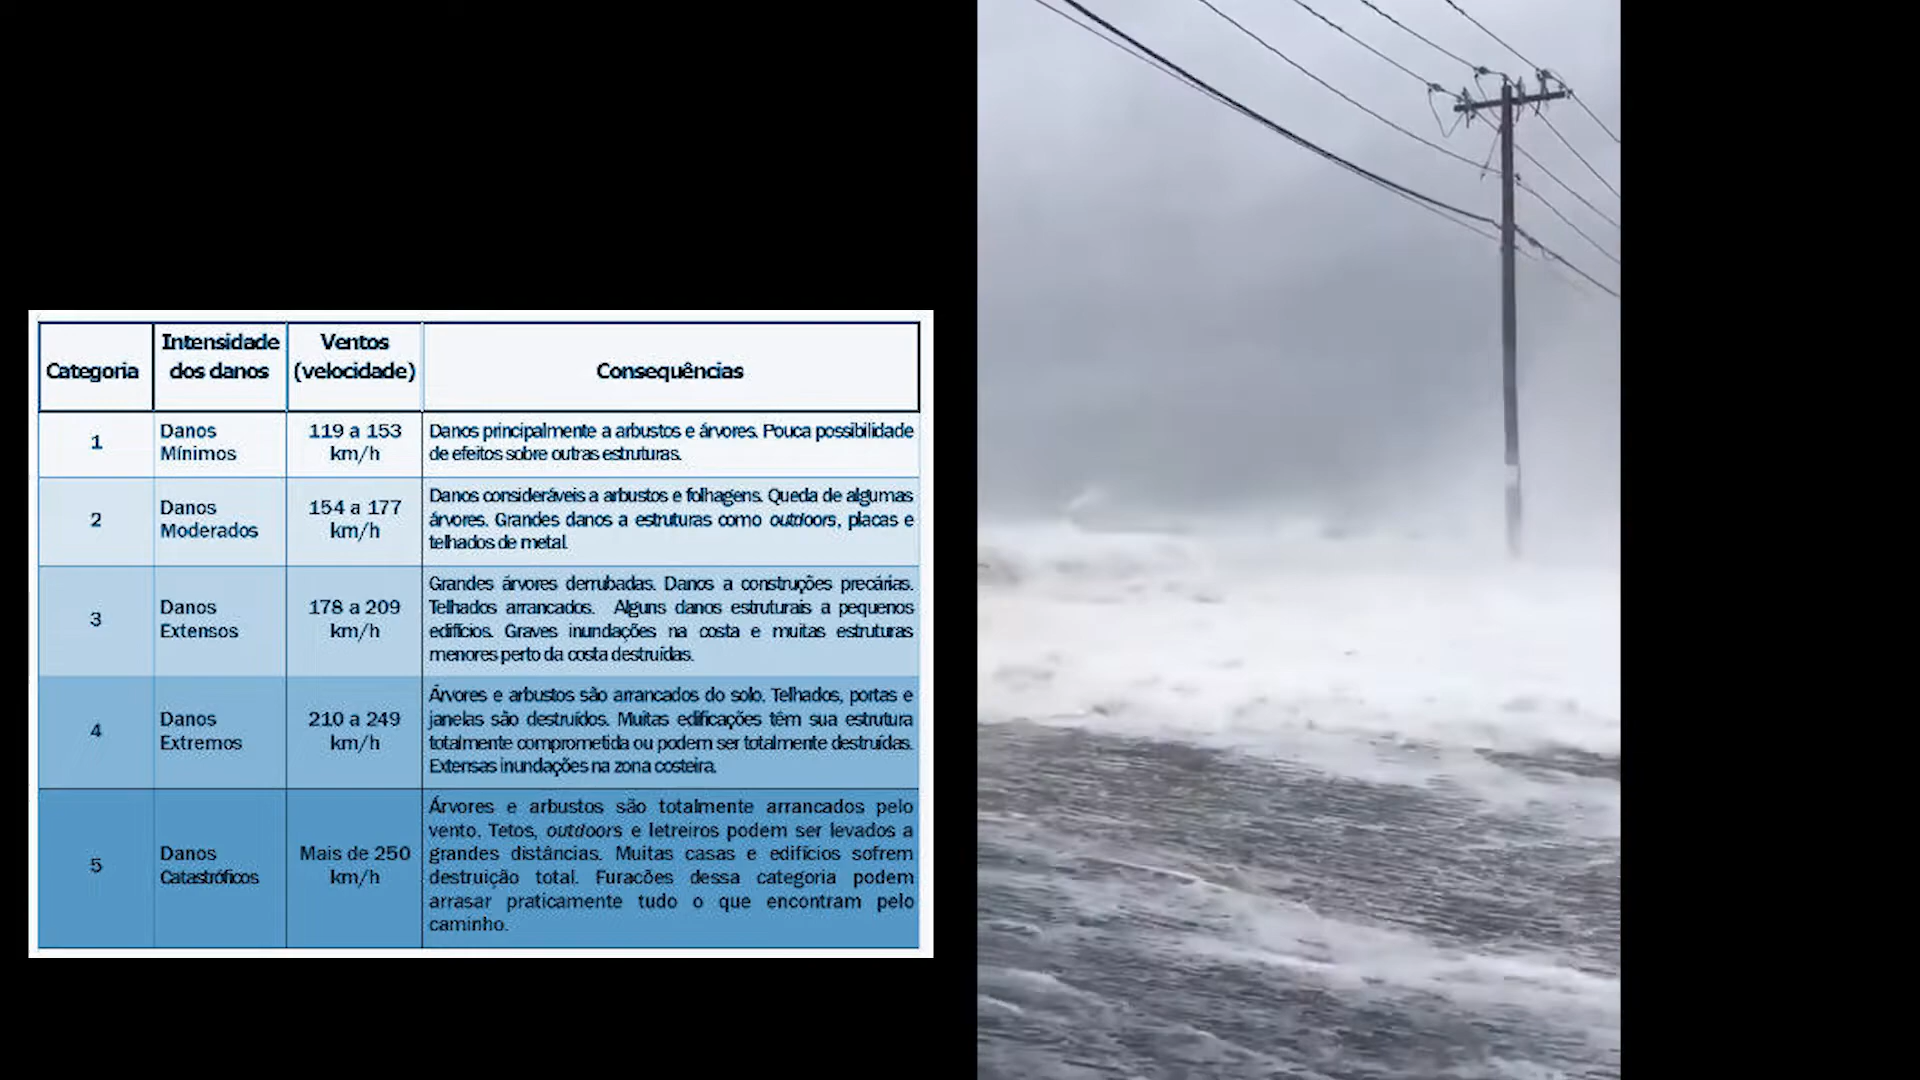 Categoria
Intensidade
dos danos
Ventos
(velocidade)
Consequências
1
Danos
Mínimos
119 a 153
km/h
Danos principalmente a arbustos e árvores. Pouca possibilidade
de efeitos sobre outras estruturas.
2
Danos
Moderados
154 a 177
km/h
Danos consideráveis a arbustos e folhagens. Queda de algumas
árvores. Grandes danos a estruturas como outdoors, placas e
telhados de metal.
3
Danos
Extensos
178 a 209
km/h
Grandes árvores derrubadas. Danos a construções precárias.
Telhados arrancados. Alguns danos estruturais a pequenos
edifícios. Graves inundações na costa e muitas estruturas
menores perto da costa destruídas.
4
Danos
Extremos
210 a 249
km/h
Árvores e arbustos são arrancados do solo. Telhados, portas e
janelas são destruídos. Muitas edificações têm sua estrutura
totalmente comprometida ou podem ser totalmente destruídas.
Extensas inundações na zona costeira.
5
Danos
Catastróficos
Mais de 250
km/h
Árvores e arbustos são totalmente arrancados pelo
vento. Tetos, outdoors e letreiros podem ser levados a
grandes distâncias. Muitas casas e edifícios sofrem
destruição total. Furacões dessa categoria podem
arrasar praticamente tudo o que encontram pelo
caminho.